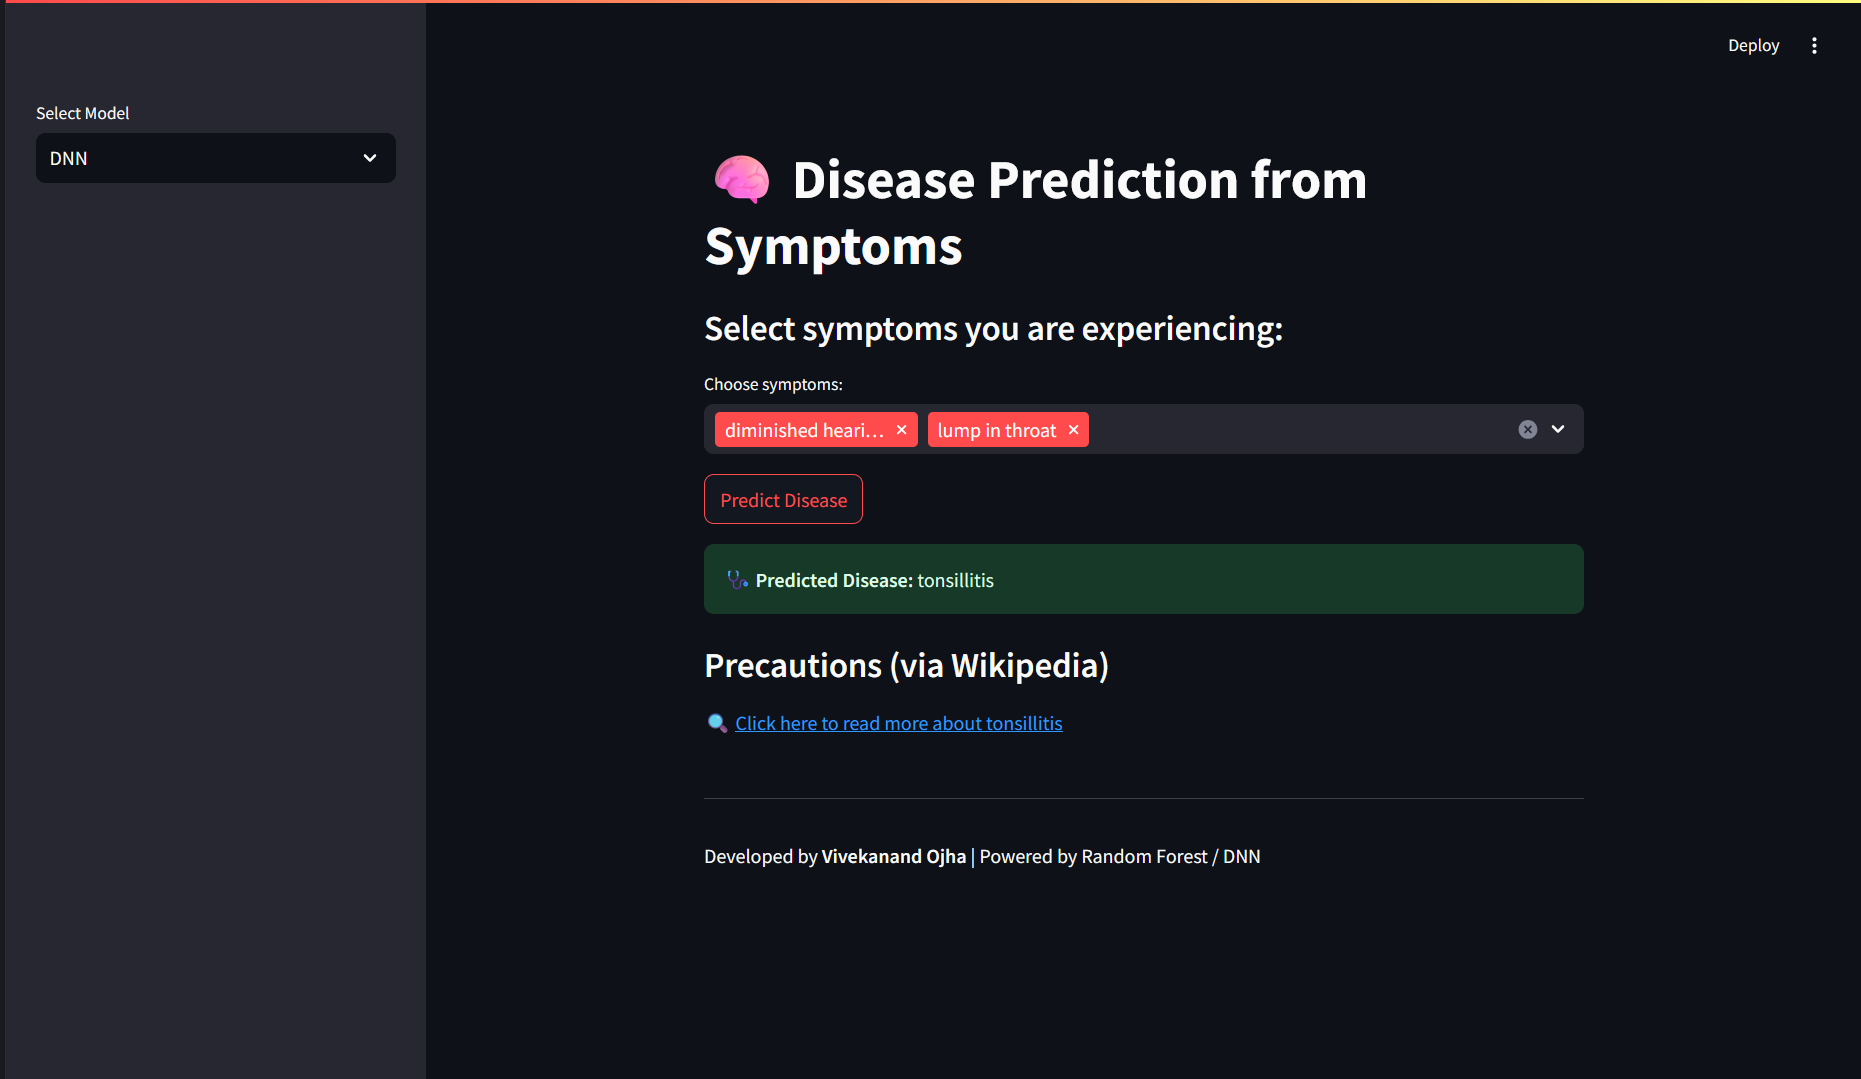 Deploy
Select Model
DNN
Disease Prediction from
Symptoms
Select symptoms you are experiencing:
Choose symptoms:
diminished heari... lump in throat
Predict Disease
Predicted Disease: tonsillitis
Precautions (via Wikipedia)
Click here to read more about tonsillitis
Developed by Vivekanand Ojha | Powered by Random Forest / DNN